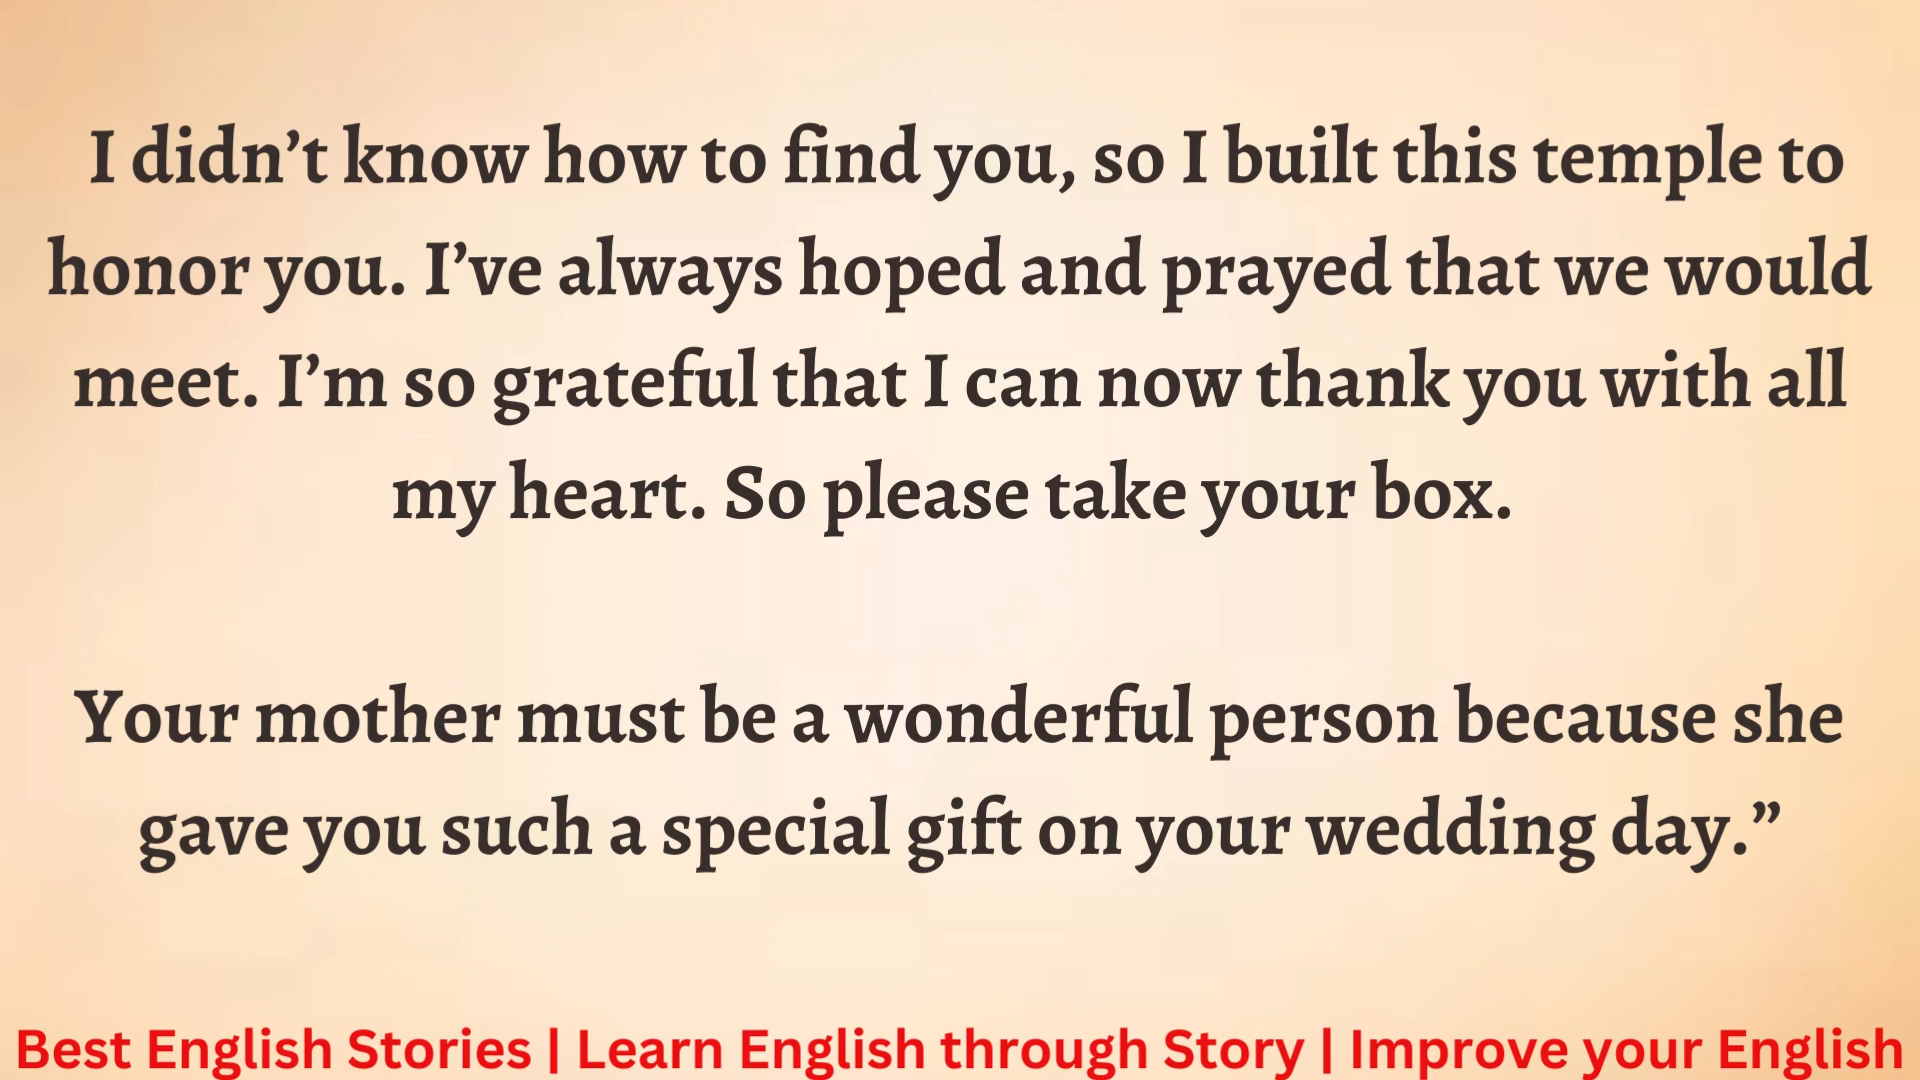 I didn’t know how to find you, so I built this temple to
honor you. I’ve always hoped and prayed that we would
meet. I’m so grateful that I can now thank you with all
my heart. So please take your box.
Your mother must be a wonderful person because she
gave you such a special gift on your wedding day.”
Best English Stories | Learn English through Story | Improve your English